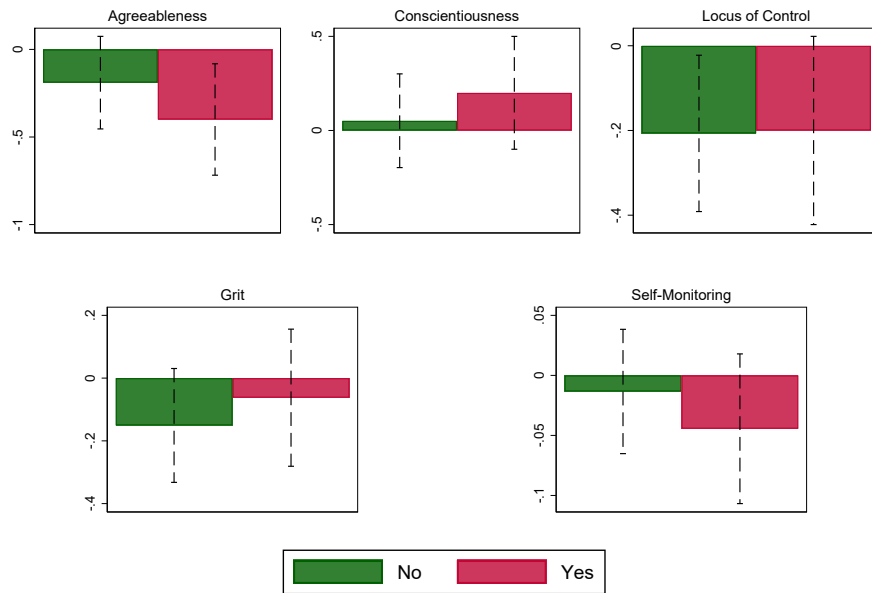 Agreeableness
0
-.5
-1
Conscientiousness
.5
0
-.5
Locus of Control
0
-.2
-.4
Grit
.2
0
-.2
-.4
Self-Monitoring
.05
0
-.05
-.1
No Yes